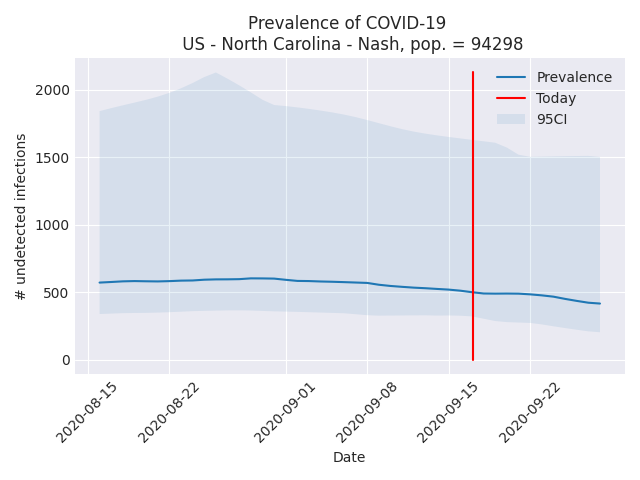 Prevalence of COVID-19
US - North Carolina - Nash, pop. = 94298
Prevalence
Today
95CI
# undetected infections
2000
1500
1000
500
0
2020-08-15
2020-08-22
2020-09-01
2020-09-08
2020-09-15
2020-09-22
Date